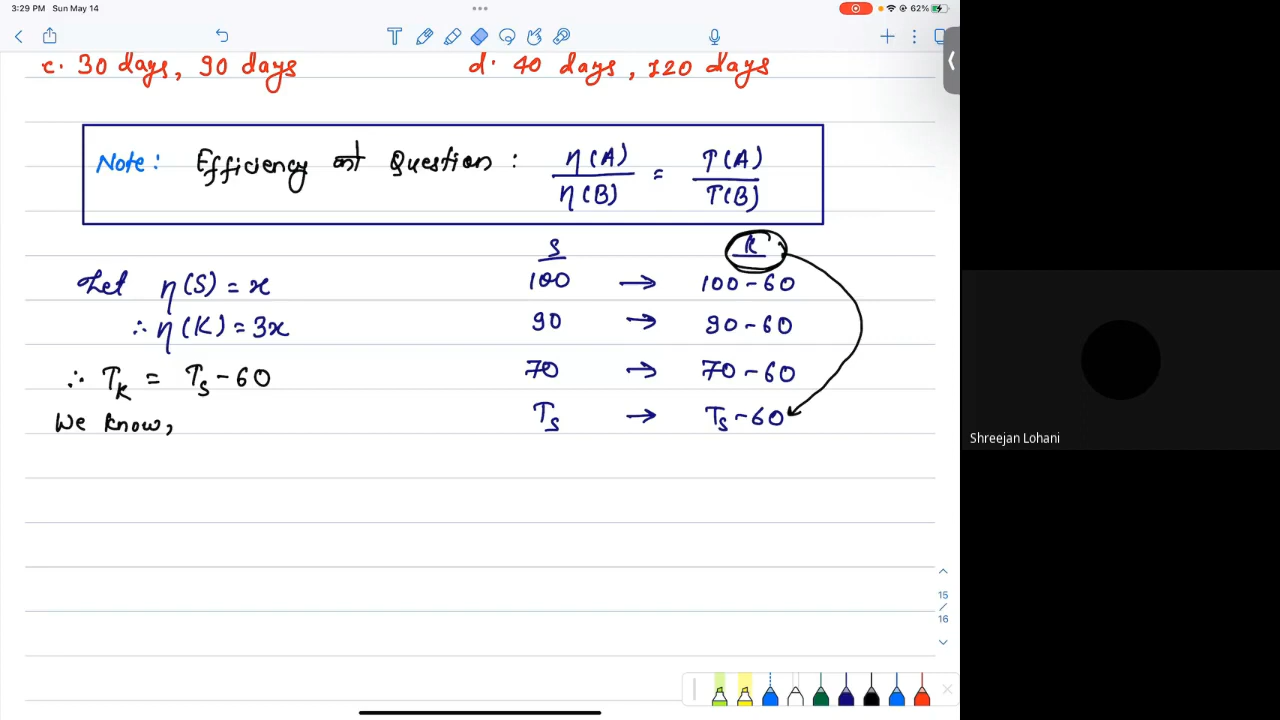 3:29 PM Sun May 14
62%
c. 30 days, 90 days d. 40 days, 120 days
Note: Efficiency को Question: η(A)/η(B) = T(A)/T(B)
S K
Let η(S) = x 100 → 100-60
∴ η(K) = 3x 90 → 90-60
∴ T_K = T_S - 60 70 → 70-60
We know, T_S → T_S - 60
Shreejan Lohani
15
/
16